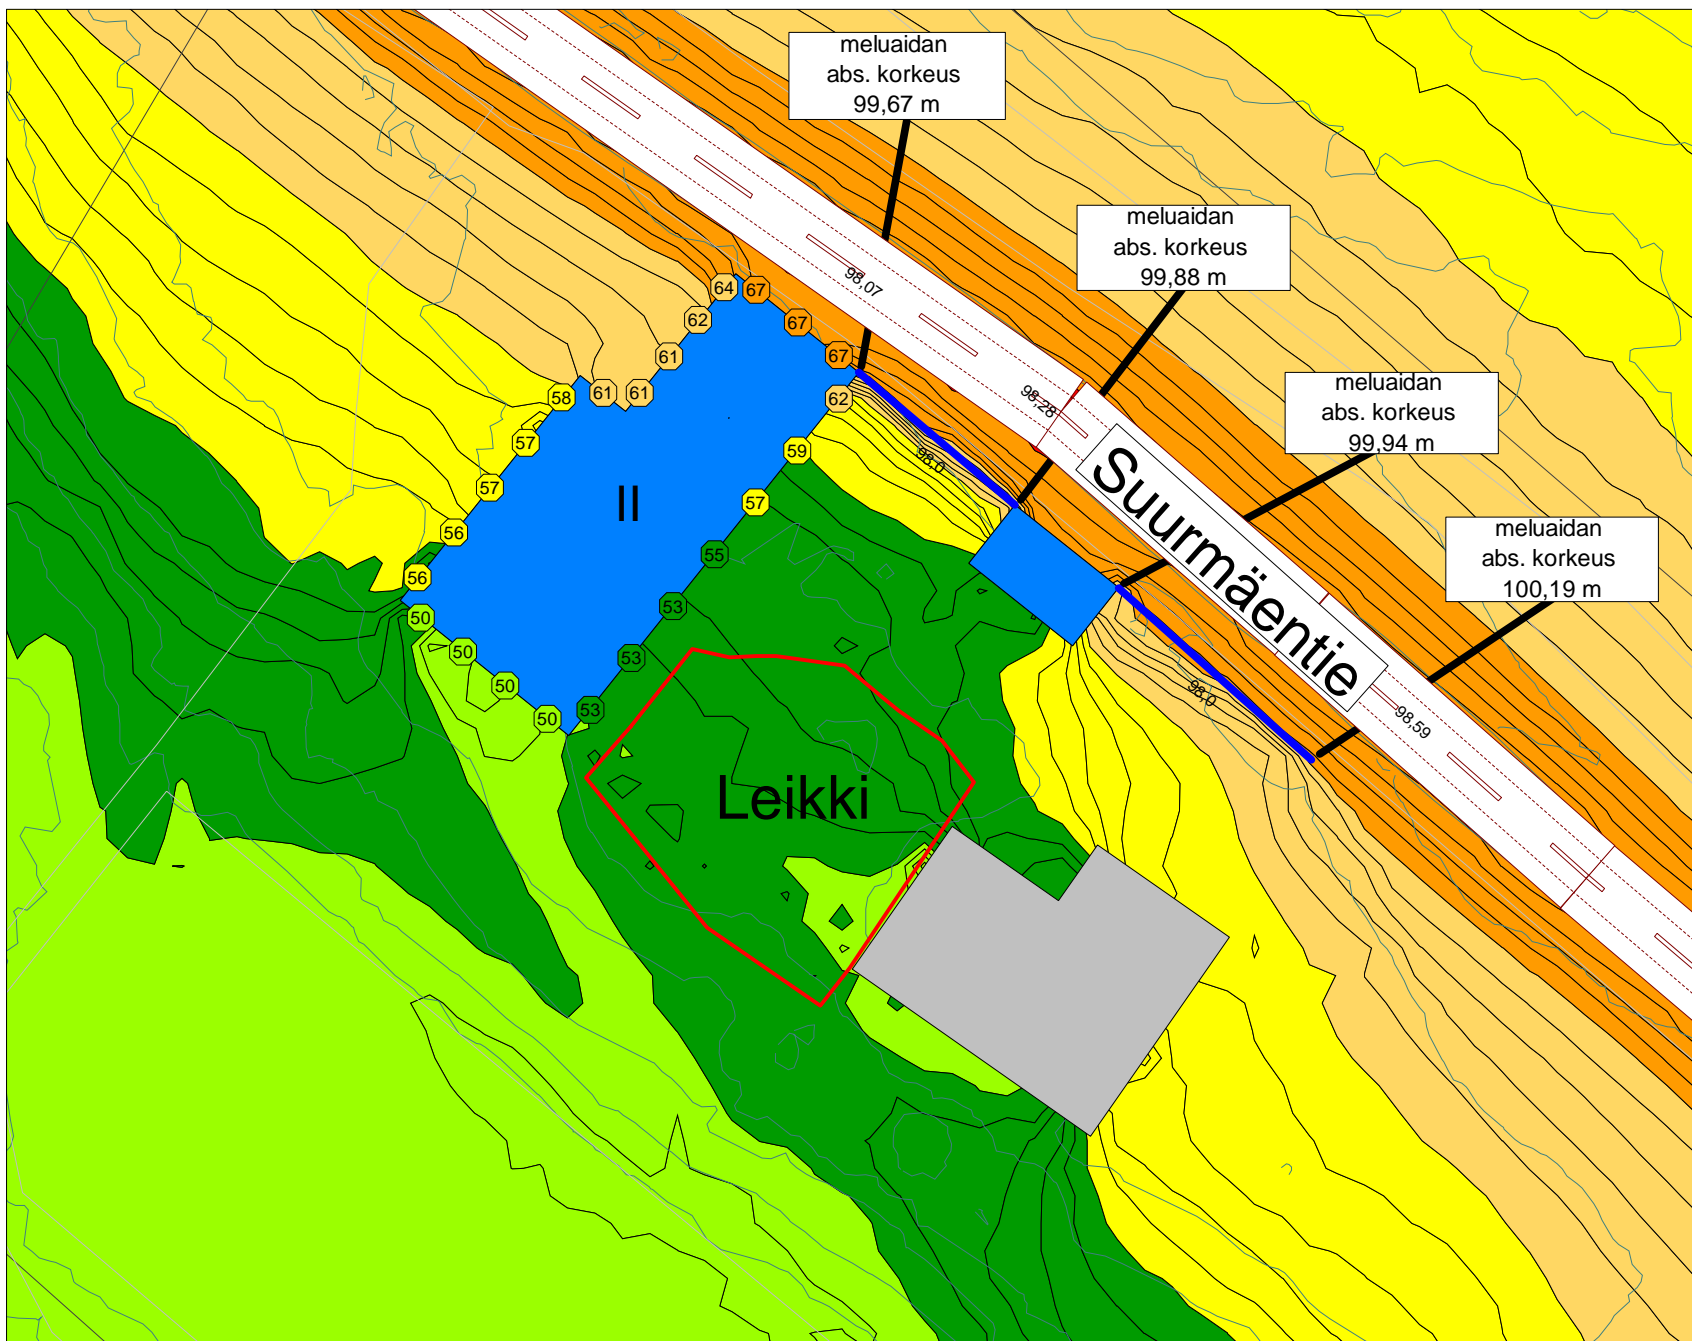 meluaidan
abs. korkeus
99,67 m
meluaidan
abs. korkeus
99,88 m
98,07
64
67
62
67
67
61
61
61
58
62
98,28
meluaidan
abs. korkeus
99,94 m
57
59
98,0
57
57
II
Suurmäentie
56
55
meluaidan
abs. korkeus
100,19 m
56
53
50
50
53
50
53
50
98,0
98,59
Leikki